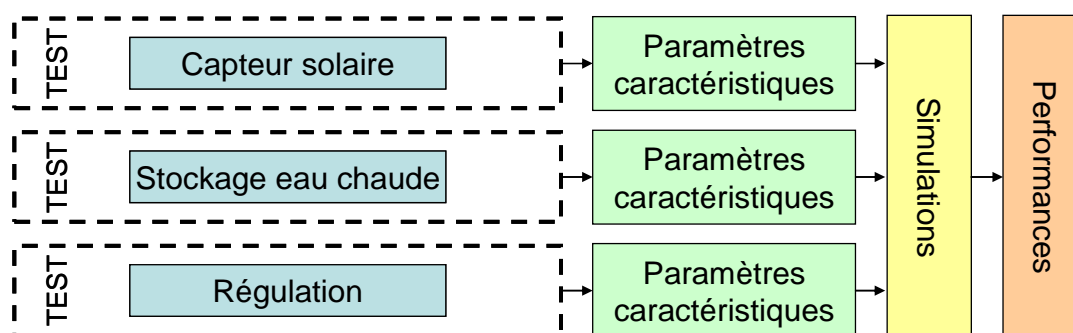 TEST
Capteur solaire
Paramètres
caractéristiques
TEST
Stockage eau chaude
Paramètres
caractéristiques
TEST
Régulation
Paramètres
caractéristiques
Simulations
Performances